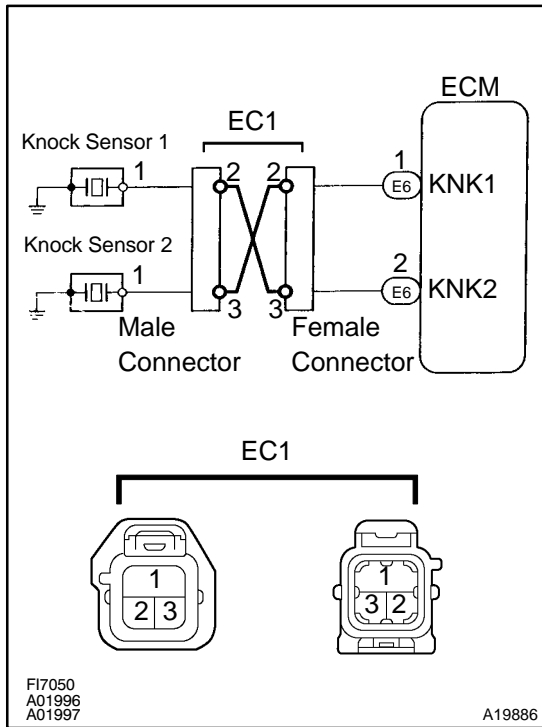 ECM
EC1
Knock Sensor 1
1
2
2
1
E6
KNK1
Knock Sensor 2
1
3
3
2
E6
KNK2
Male
Connector
Female
Connector
EC1
1
2 3
1
3 2
FI7050
A01996
A01997
A19886